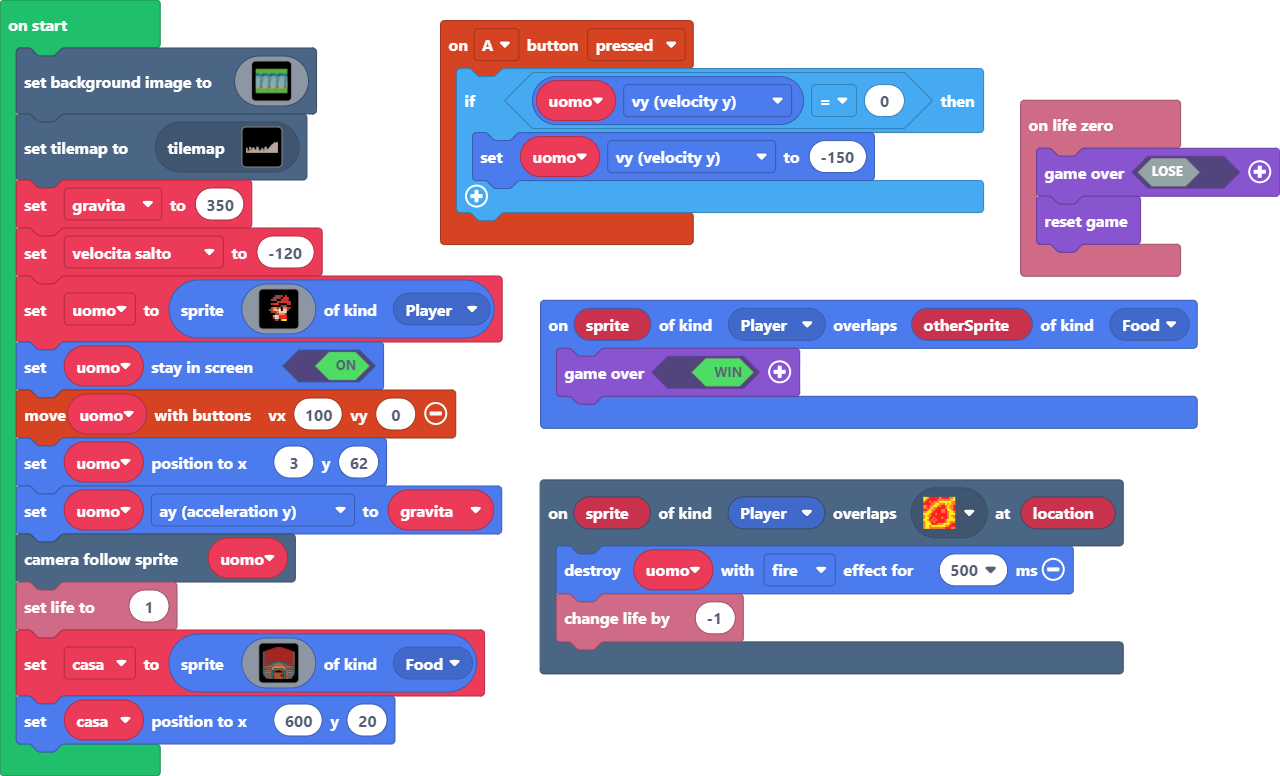 on start
set background image to
set tilemap to tilemap
set gravita to 350
set velocita salto to -120
set uomo to sprite of kind Player
set uomo stay in screen ON
move uomo with buttons vx 100 vy 0
set uomo position to x 3 y 62
set uomo ay (acceleration y) to gravita
camera follow sprite uomo
set life to 1
set casa to sprite of kind Food
set casa position to x 600 y 20
on A button pressed
if uomo vy (velocity y) = 0 then
set uomo vy (velocity y) to -150
on life zero
game over LOSE
reset game
on sprite of kind Player overlaps otherSprite of kind Food
game over WIN
on sprite of kind Player overlaps at location
destroy uomo with fire effect for 500 ms
change life by -1